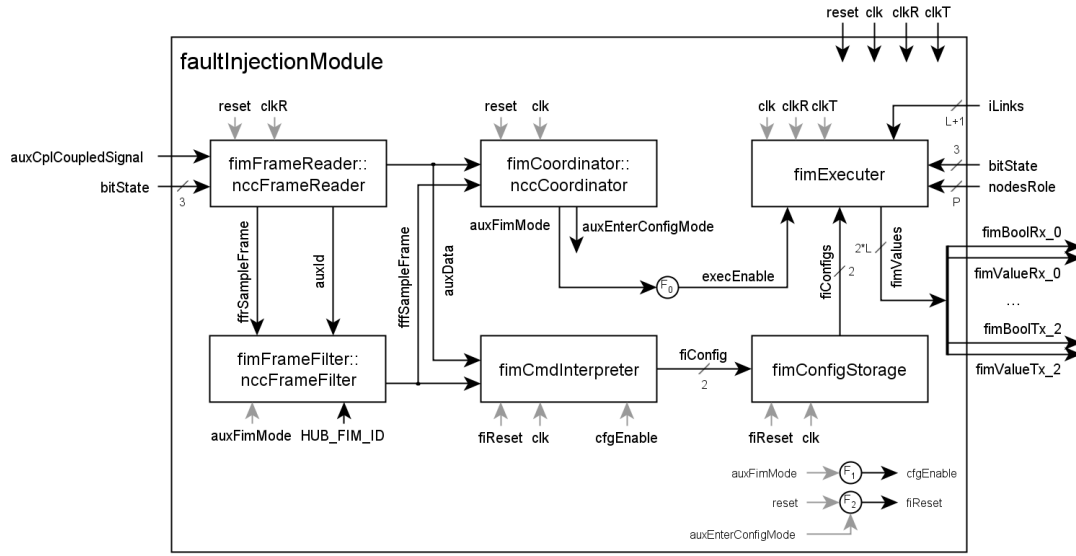 reset clk clkR clkT
faultInjectionModule
reset clkR
reset clk
clk clkR clkT
iLinks
L+1
auxCplCoupledSignal
bitState
3
fimFrameReader::
nccFrameReader
fimCoordinator::
nccCoordinator
fimExecuter
3
bitState
nodesRole
P
auxFimMode
auxEnterConfigMode
ffrSampleFrame
auxId
fffSampleFrame
auxData
F0
execEnable
fiConfigs
2
2*L
fimValues
fimBoolRx_0
fimValueRx_0
...
fimBoolTx_2
fimValueTx_2
fimFrameFilter::
nccFrameFilter
fimCmdInterpreter
fiConfig
2
fimConfigStorage
auxFimMode
HUB_FIM_ID
fiReset clk cfgEnable
fiReset clk
auxFimMode F1 cfgEnable
reset F2 fiReset
auxEnterConfigMode